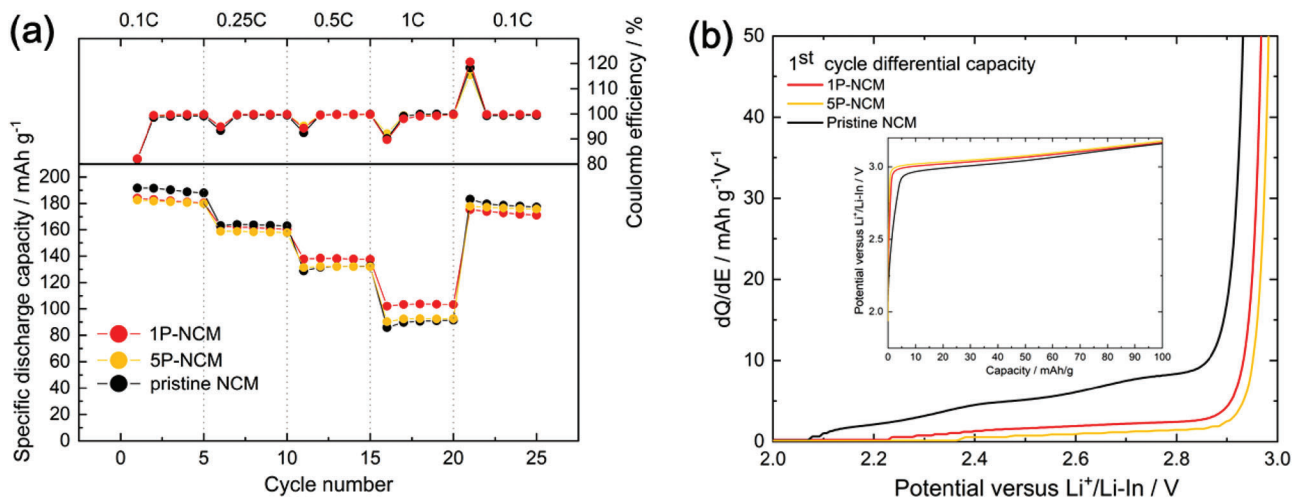 (a)
0.1C 0.25C 0.5C 1C 0.1C
120
110
100
90
80
Coulomb efficiency / %
200
180
160
140
120
100
80
60
40
20
0
Specific discharge capacity / mAh g⁻¹
1P-NCM
5P-NCM
pristine NCM
0 5 10 15 20 25
Cycle number
(b)
50
40
30
20
10
0
dQ/dE / mAh g⁻¹V⁻¹
1st cycle differential capacity
1P-NCM
5P-NCM
Pristine NCM
3.0
2.5
2.0
Potential versus Li⁺/Li-In / V
0 10 20 30 40 50 60 70 80 90 100
Capacity / mAh/g
2.0 2.2 2.4 2.6 2.8 3.0
Potential versus Li⁺/Li-In / V